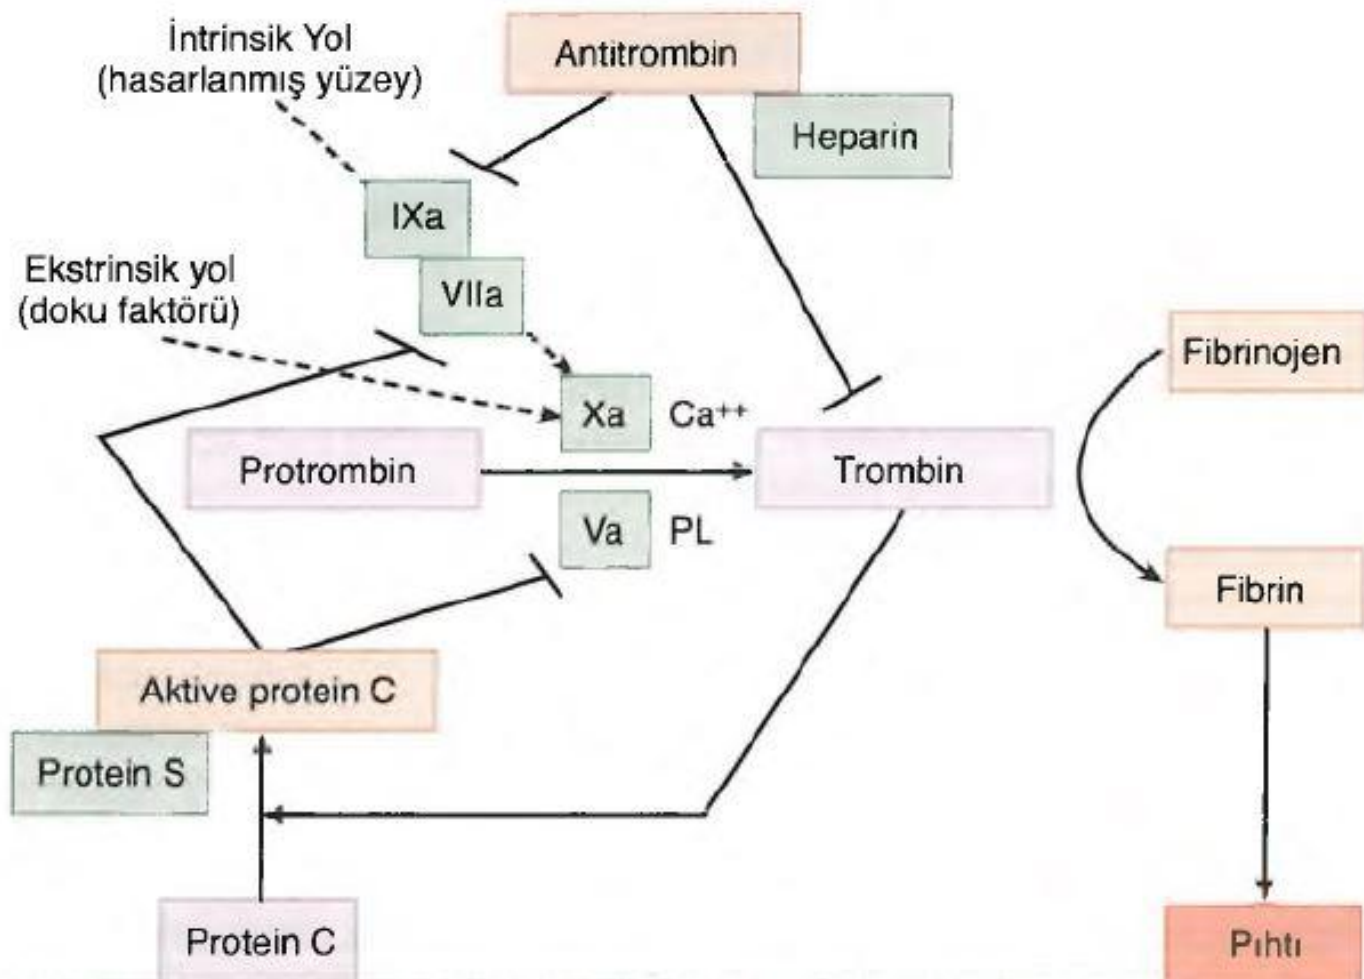 İntrinsik Yol
(hasarlanmış yüzey)
Antitrombin
Heparin
IXa
VIIa
Ekstrinsik yol
(doku faktörü)
Fibrinojen
Xa Ca++
Protrombin
Trombin
Va PL
Fibrin
Aktive protein C
Protein S
Protein C
Pıhtı